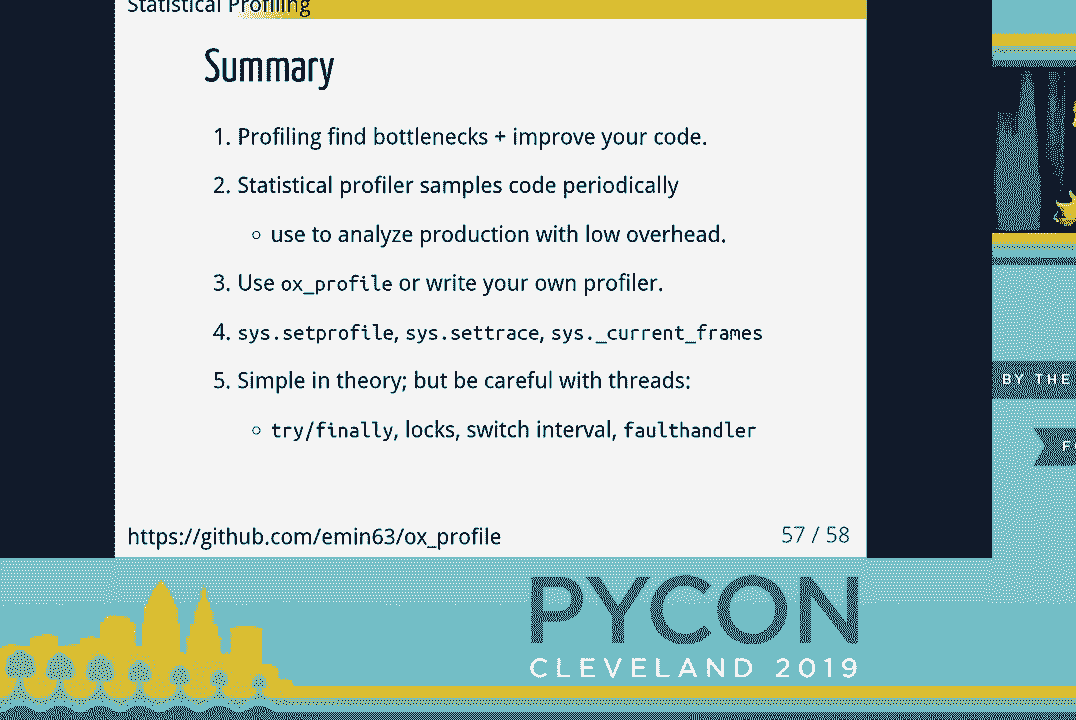 Statistical Profiling
Summary
1. Profiling find bottlenecks + improve your code.
2. Statistical profiler samples code periodically
◦ use to analyze production with low overhead.
3. Use ox_profile or write your own profiler.
4. sys.setprofile, sys.settrace, sys._current_frames
5. Simple in theory; but be careful with threads:
◦ try/finally, locks, switch interval, faulthandler
https://github.com/emin63/ox_profile
57 / 58
BY THE
PYCON
CLEVELAND 2019